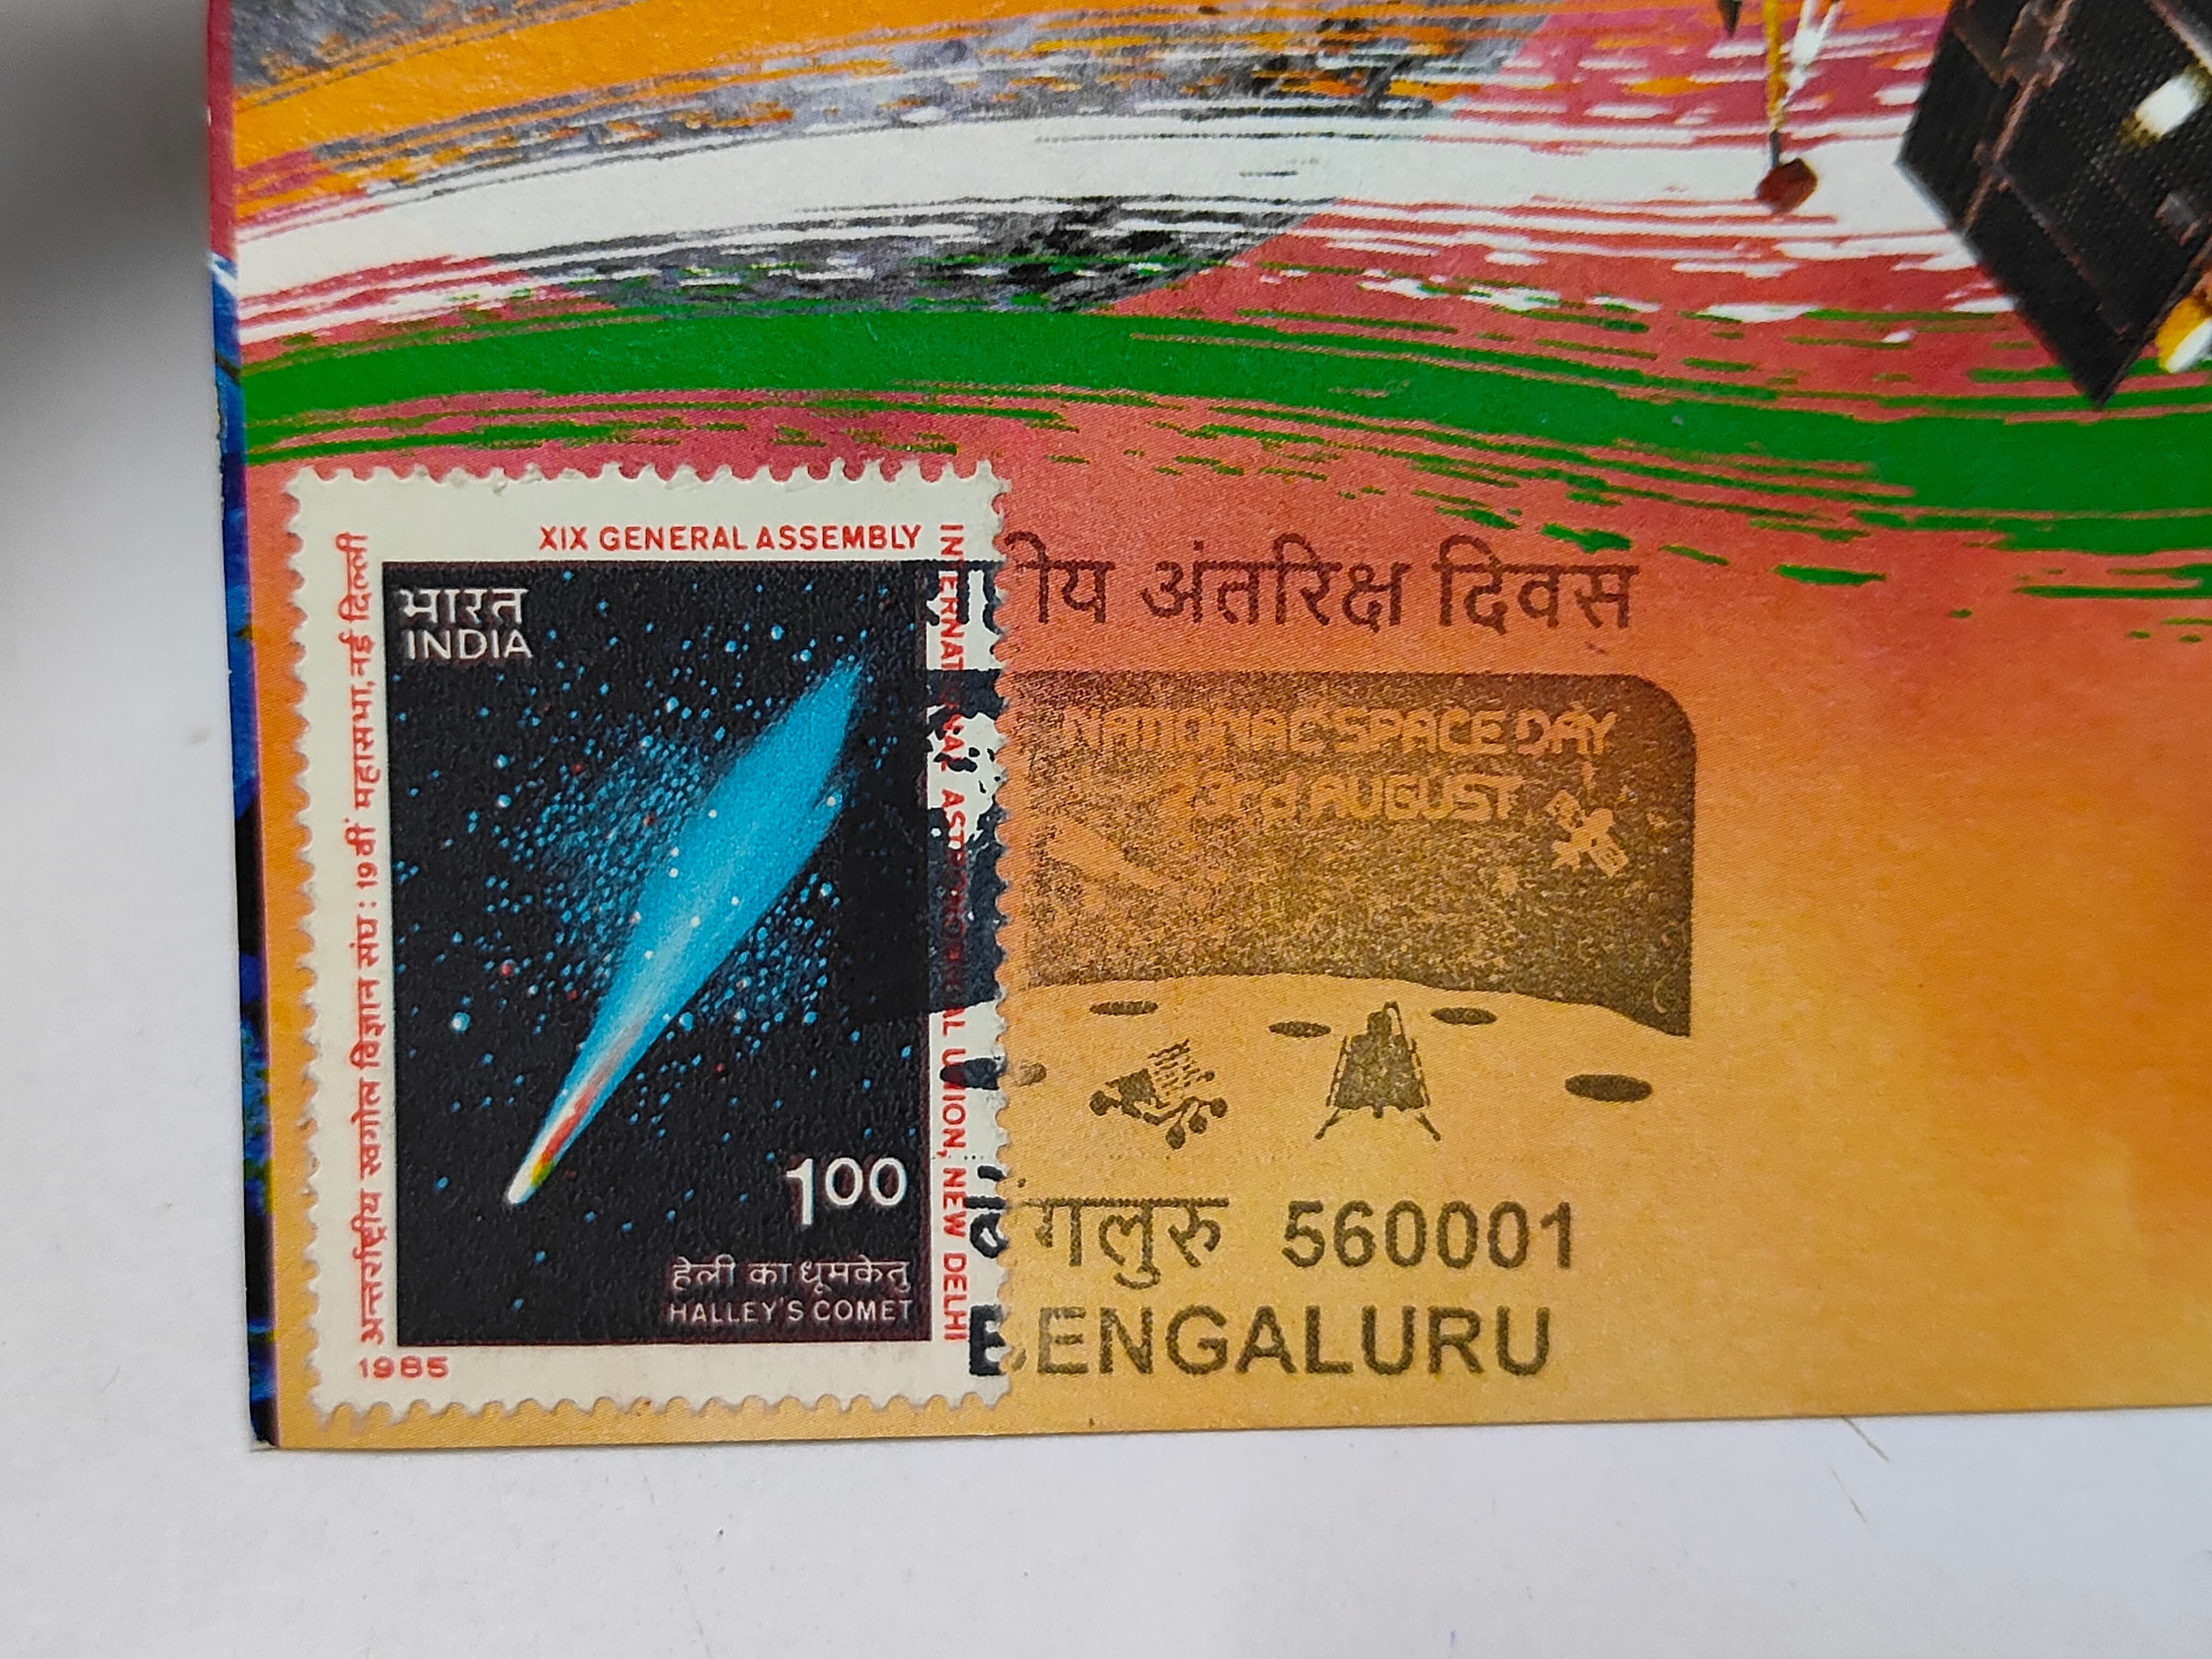 XIX GENERAL ASSEMBLY
INTERNATIONAL ASTRONOMICAL UNION, NEW DELHI
अन्तर्राष्ट्रीय खगोल विज्ञान संघ : 19वीं महासभा, नई दिल्ली
भारत
INDIA
100
हेली का धूमकेतु
HALLEY'S COMET
1985
राष्ट्रीय अंतरिक्ष दिवस
NATIONAL SPACE DAY
23rd AUGUST
बेंगलुरु 560001
BENGALURU